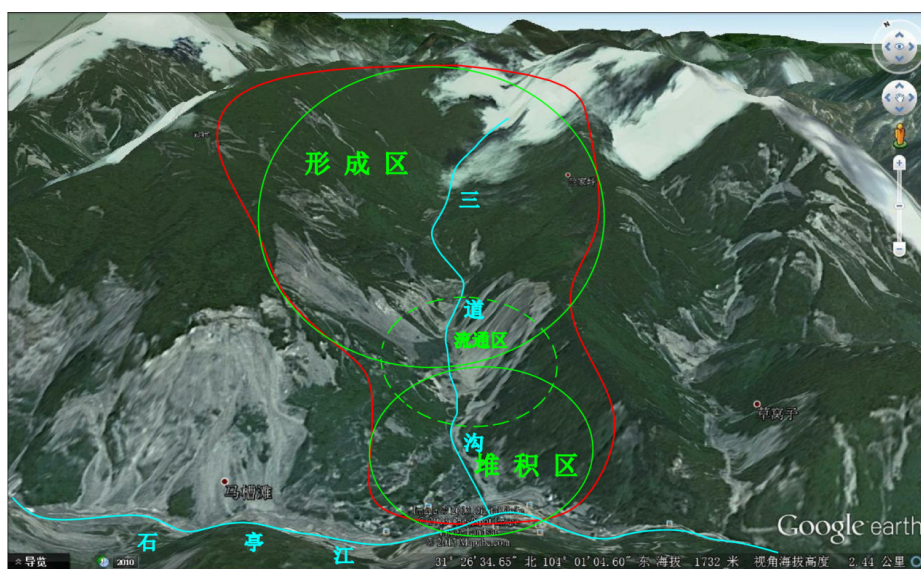 形成区
三
道
流通区
草窝子
沟
堆积区
马槽滩
石亭江
Google earth
导览
2010
31° 26'34.65" 北 104° 01'04.60" 东 海拔 1732 米 视角海拔高度 2.44 公里